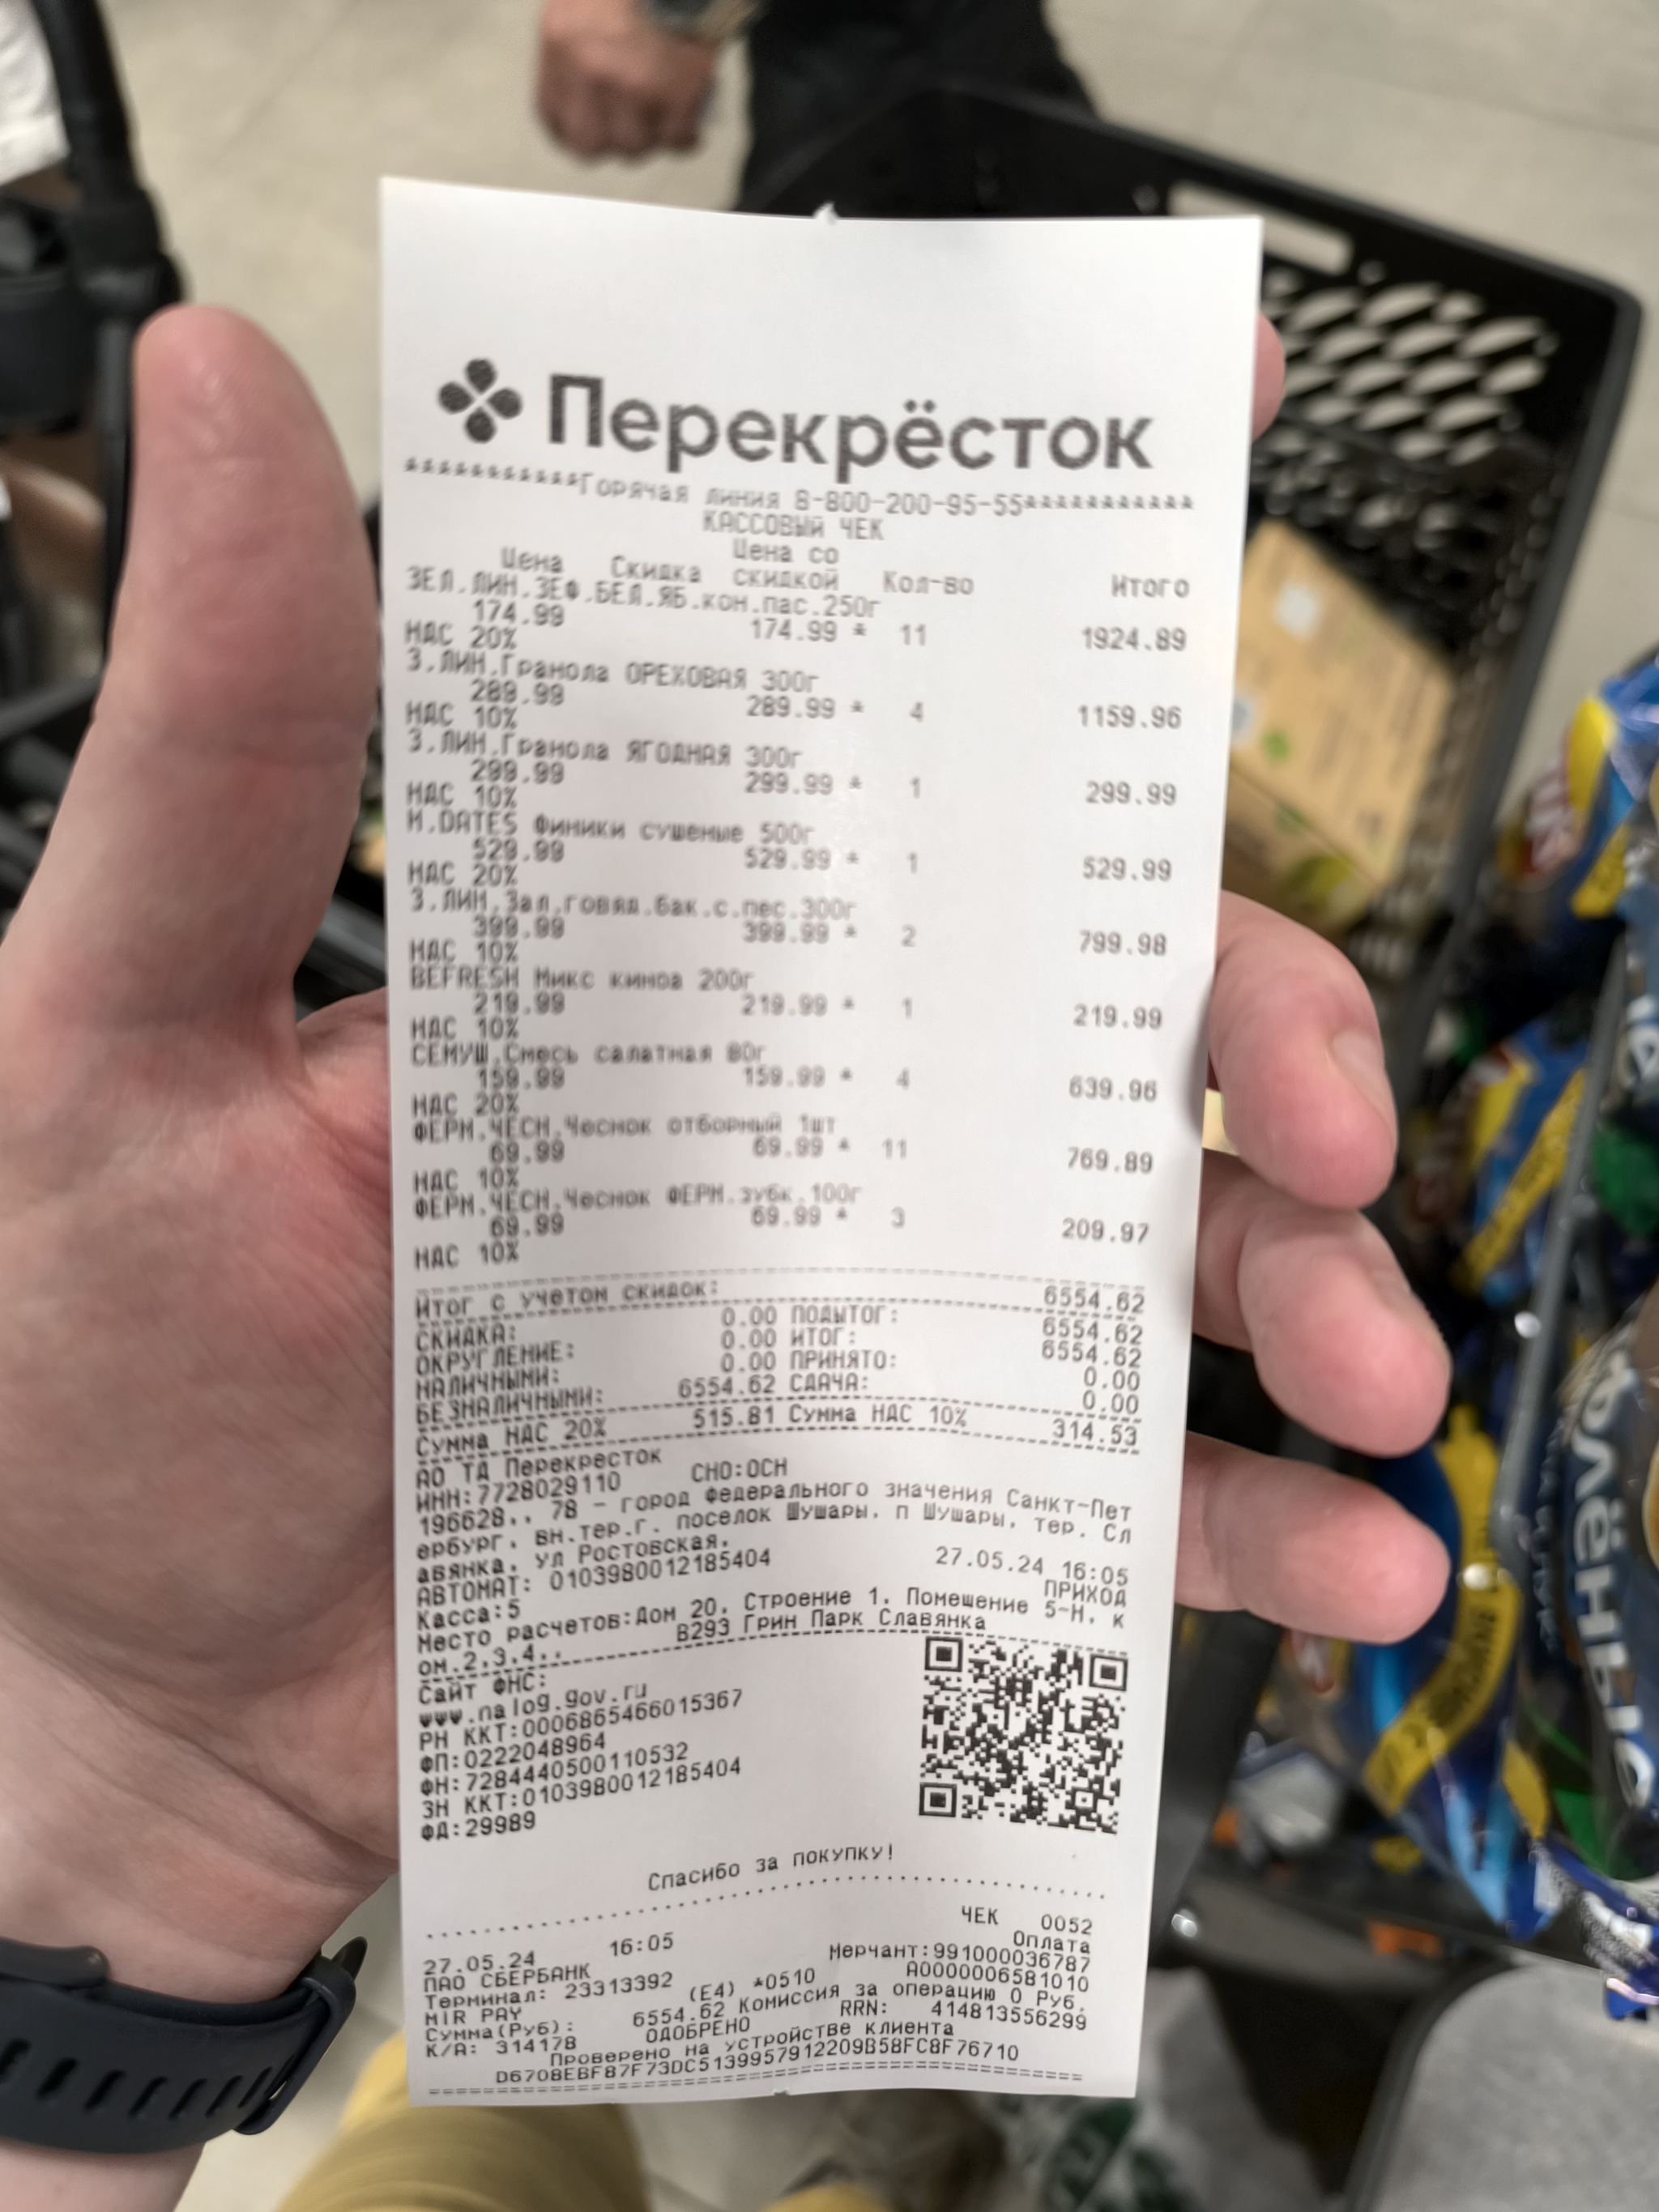 Перекрёсток
***********Горячая линия 8-800-200-95-55***********
КАССОВЫЙ ЧЕК
Цена Скидка Цена со скидкой Кол-во Итого
ЗЕЛ.ЛИН.ЗЕФ.БЕЛ.ЯБ.кон.пас.250г
174.99 174.99 * 11 1924.89
НДС 20%
З.ЛИН.Гранола ОРЕХОВАЯ 300г
289.99 289.99 * 4 1159.96
НДС 10%
З.ЛИН.Гранола ЯГОДНАЯ 300г
299.99 299.99 * 1 299.99
НДС 10%
M.DATES Финики сушеные 500г
529.99 529.99 * 1 529.99
НДС 20%
З.ЛИН.Зап.говяд.бак.с.пес.300г
399.99 399.99 * 2 799.98
НДС 10%
BEFRESH Микс киноа 200г
219.99 219.99 * 1 219.99
НДС 10%
СЕМУШ.Смесь салатная 80г
159.99 159.99 * 4 639.96
НДС 20%
ФЕРМ.ЧЕСН.Чеснок отборный 1шт
69.99 69.99 * 11 769.89
НДС 10%
ФЕРМ.ЧЕСН.Чеснок ФЕРМ.зубк.100г
69.99 69.99 * 3 209.97
НДС 10%
Итог с учетом скидок: 6554.62
СКИДКА: 0.00 ПОДЫТОГ: 6554.62
ОКРУГЛЕНИЕ: 0.00 ИТОГ: 6554.62
НАЛИЧНЫМИ: 0.00 ПРИНЯТО: 0.00
БЕЗНАЛИЧНЫМИ: 6554.62 СДАЧА: 0.00
Сумма НДС 20% 515.81 Сумма НДС 10% 314.53
АО ТД Перекресток
ИНН:7728029110 СНО:ОСН
196628,, 78 - город федерального значения Санкт-Пет
ербург, вн.тер.г. поселок Шушары, п Шушары, тер. Сл
авянка, ул Ростовская,
АВТОМАТ: 0103980012185404 27.05.24 16:05
Касса:5 ПРИХОД
Место расчетов:Дом 20, Строение 1, Помещение 5-Н, к
ом.2,3,4,, В293 Грин Парк Славянка
Сайт ФНС:
www.nalog.gov.ru
РН ККТ:0006865466015367
ФП:0222048964
ФН:7284440500110532
ЗН ККТ:0103980012185404
ФД:29989
Спасибо за покупку!
ЧЕК 0052
27.05.24 16:05 Оплата
ПАО СБЕРБАНК Мерчант:991000036787
Терминал: 23313392 A0000006581010
MIR PAY (E4) *0510
Сумма(Руб): 6554.62 Комиссия за операцию 0 Руб.
К/А: 314178 ОДОБРЕНО RRN: 414813556299
Проверено на устройстве клиента
D6708EBF87F73DC51399579122​09B58FC8F76710